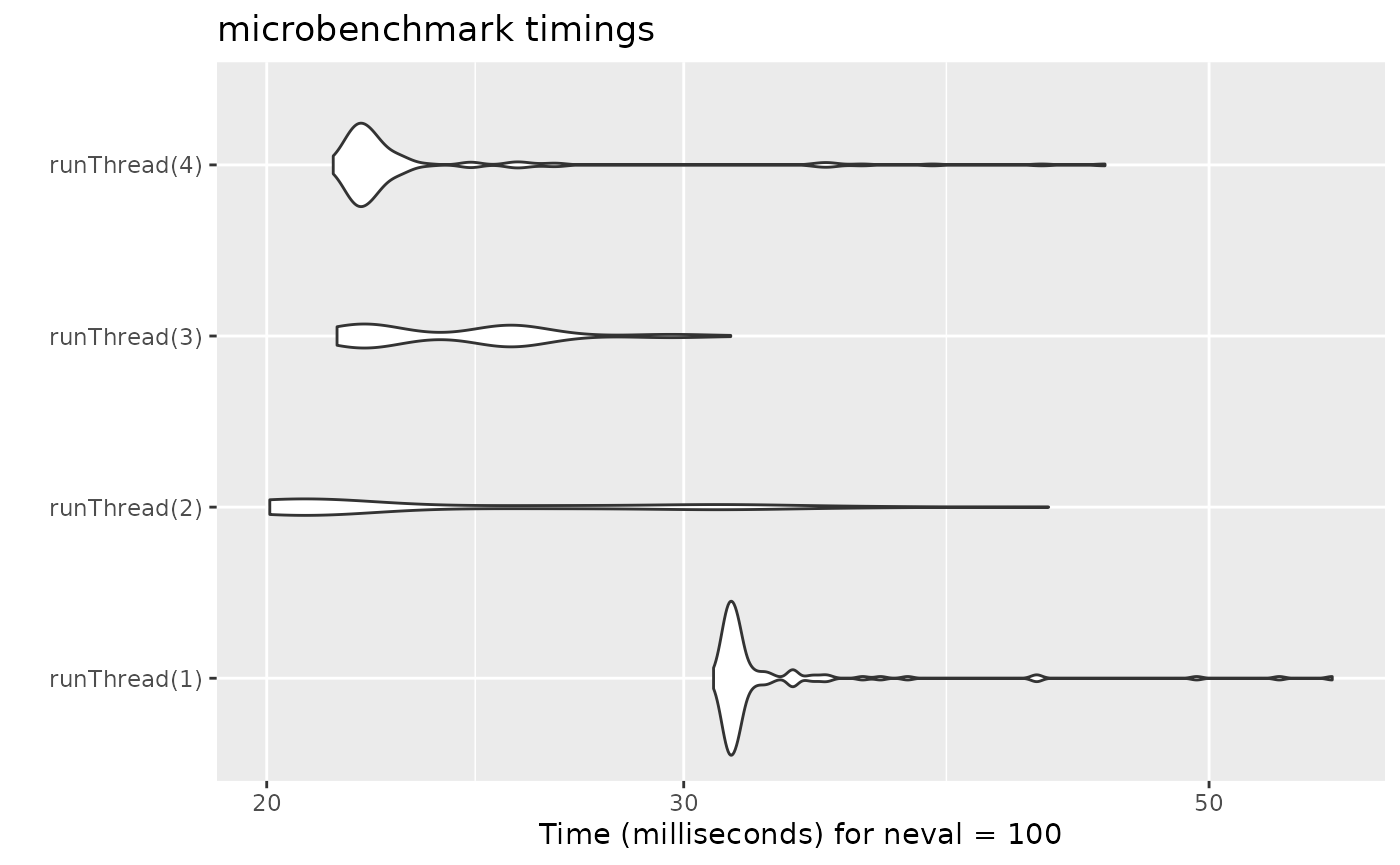 microbenchmark timings
runThread(4)
runThread(3)
runThread(2)
runThread(1)
20 30 50
Time (milliseconds) for neval = 100